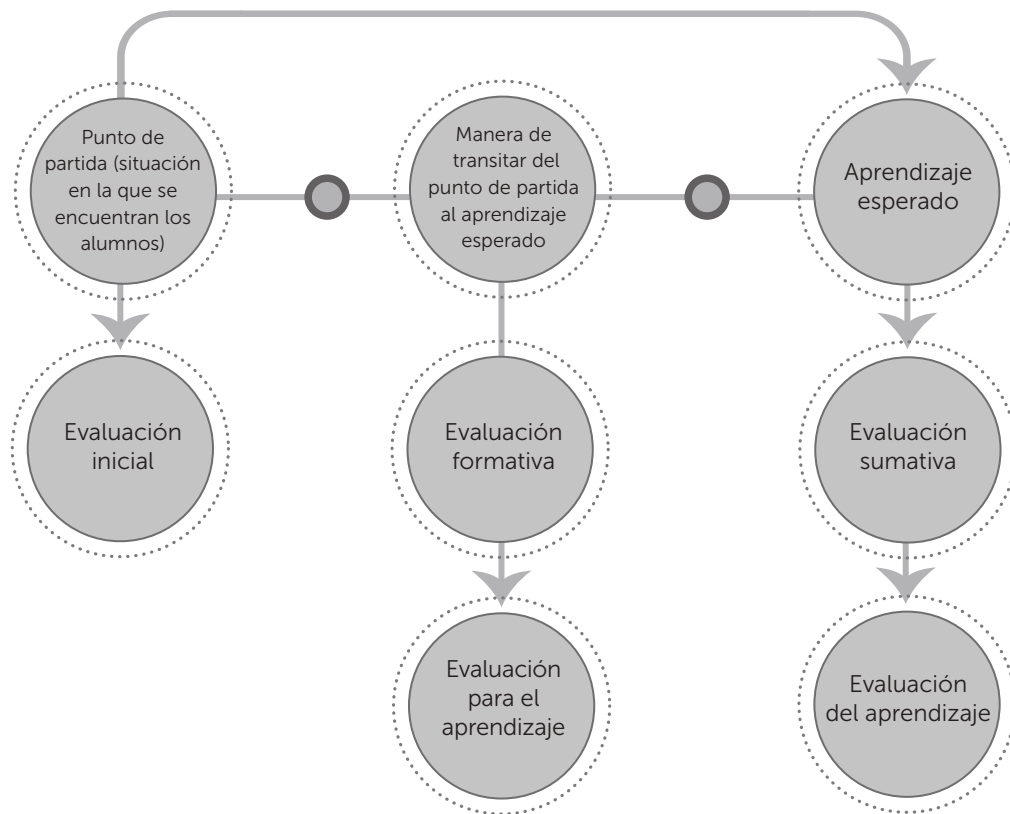 Punto de
partida (situación
en la que se
encuentran los
alumnos)
Manera de
transitar del
punto de partida
al aprendizaje
esperado
Aprendizaje
esperado
Evaluación
inicial
Evaluación
formativa
Evaluación
sumativa
Evaluación
para el
aprendizaje
Evaluación
del aprendizaje